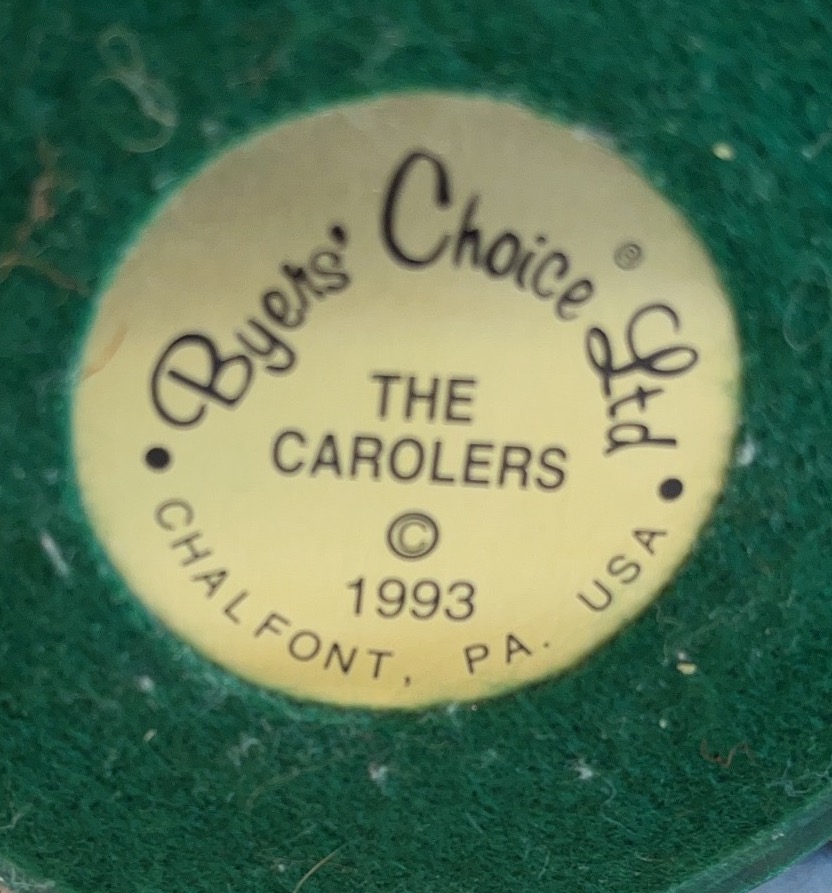 Byers' Choice Ltd ®
THE
CAROLERS
©
1993
• CHALFONT, PA. USA •